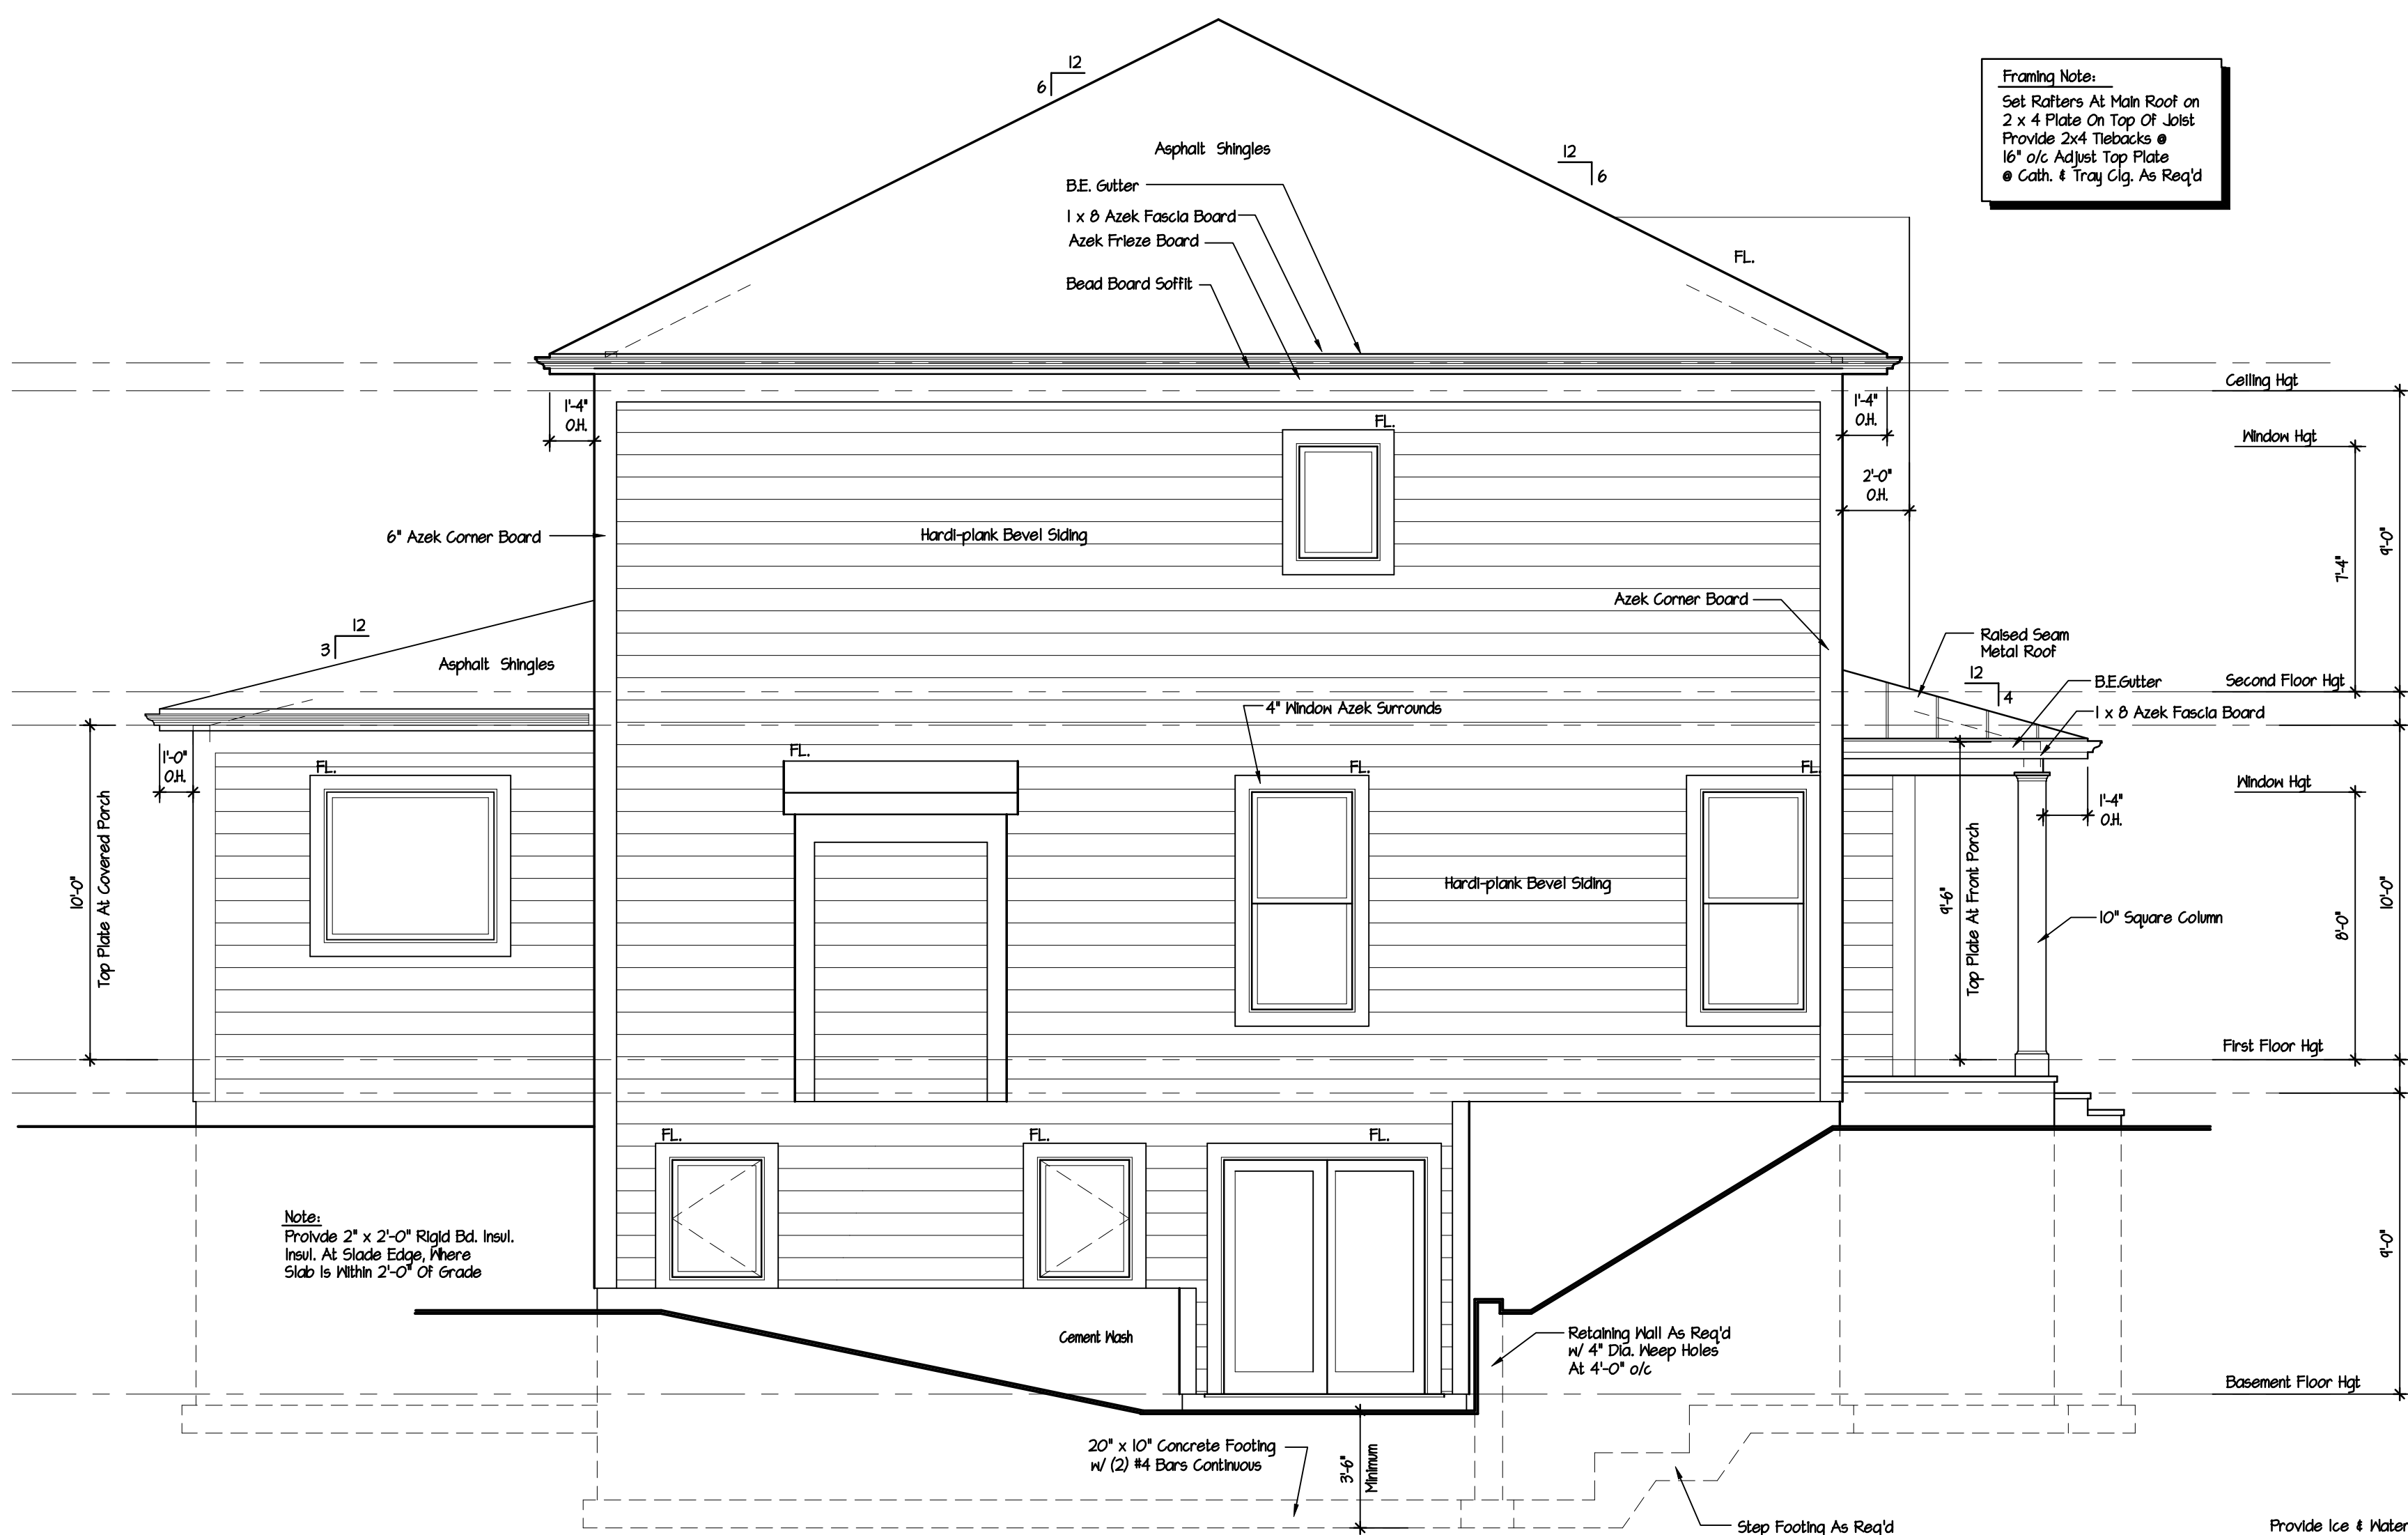 12
6
Framing Note:
Set Rafters At Main Roof on
2 x 4 Plate On Top Of Joist
Provide 2x4 Tiebacks @
16" o/c Adjust Top Plate
@ Cath. & Tray Clg. As Req'd
Asphalt Shingles
12
6
B.E. Gutter
1 x 8 Azek Fascia Board
Azek Frieze Board
Bead Board Soffit
FL.
Ceiling Hgt
1'-4"
O.H.
1'-4"
O.H.
FL.
Window Hgt
2'-0"
O.H.
6" Azek Corner Board
Hardi-plank Bevel Siding
9'-0"
7'-4"
Azek Corner Board
12
3
Asphalt Shingles
Raised Seam
Metal Roof
12
4
B.E.Gutter
Second Floor Hgt
4" Window Azek Surrounds
1 x 8 Azek Fascia Board
1'-0"
O.H.
FL.
FL.
FL.
FL.
Window Hgt
1'-4"
O.H.
10'-0"
Top Plate At Covered Porch
Hardi-plank Bevel Siding
9'-6"
Top Plate At Front Porch
10" Square Column
8'-0"
10'-0"
First Floor Hgt
FL.
FL.
FL.
Note:
Proivde 2" x 2'-0" Rigid Bd. Insul.
Insul. At Slade Edge, Where
Slab Is Within 2'-0" Of Grade
9'-0"
Cement Wash
Retaining Wall As Req'd
w/ 4" Dia. Weep Holes
At 4'-0" o/c
Basement Floor Hgt
20" x 10" Concrete Footing
w/ (2) #4 Bars Continuous
3'-6"
Minimum
Step Footing As Req'd
Provide Ice & Water